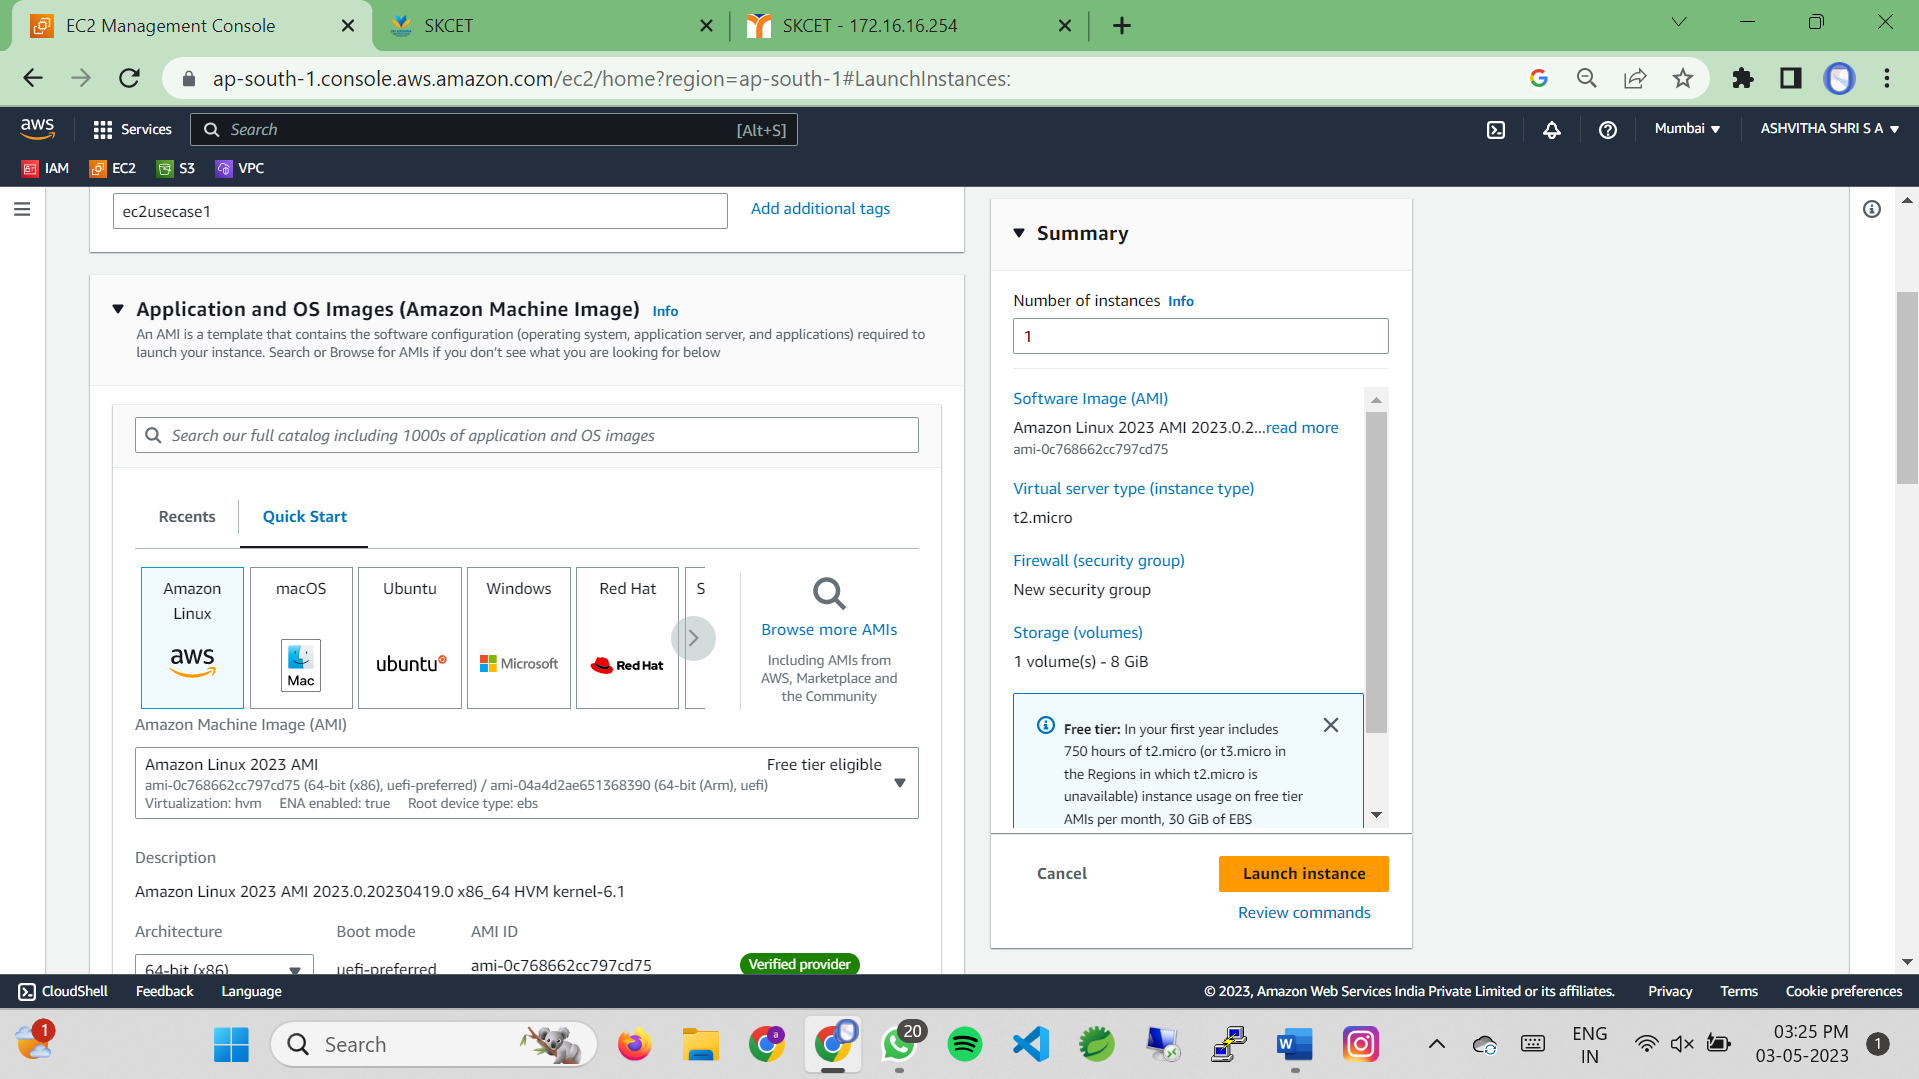 EC2 Management Console
SKCET
SKCET - 172.16.16.254
ap-south-1.console.aws.amazon.com/ec2/home?region=ap-south-1#LaunchInstances:
aws
Services
Search
[Alt+S]
Mumbai
ASHVITHA SHRI S A
IAM
EC2
S3
VPC
ec2usecase1
Add additional tags
Application and OS Images (Amazon Machine Image) Info
An AMI is a template that contains the software configuration (operating system, application server, and applications) required to
launch your instance. Search or Browse for AMIs if you don't see what you are looking for below
Search our full catalog including 1000s of application and OS images
Recents
Quick Start
Amazon
Linux
aws
macOS
Mac
Ubuntu
ubuntu
Windows
Microsoft
Red Hat
Red Hat
S
Browse more AMIs
Including AMIs from
AWS, Marketplace and
the Community
Amazon Machine Image (AMI)
Amazon Linux 2023 AMI
Free tier eligible
ami-0c768662cc797cd75 (64-bit (x86), uefi-preferred) / ami-04a4d2ae651368390 (64-bit (Arm), uefi)
Virtualization: hvm ENA enabled: true Root device type: ebs
Description
Amazon Linux 2023 AMI 2023.0.20230419.0 x86_64 HVM kernel-6.1
Architecture
Boot mode
AMI ID
64-bit (x86)
uefi-preferred
ami-0c768662cc797cd75
Verified provider
Summary
Number of instances Info
1
Software Image (AMI)
Amazon Linux 2023 AMI 2023.0.2...read more
ami-0c768662cc797cd75
Virtual server type (instance type)
t2.micro
Firewall (security group)
New security group
Storage (volumes)
1 volume(s) - 8 GiB
Free tier: In your first year includes
750 hours of t2.micro (or t3.micro in
the Regions in which t2.micro is
unavailable) instance usage on free tier
AMIs per month, 30 GiB of EBS
Cancel
Launch instance
Review commands
CloudShell
Feedback
Language
© 2023, Amazon Web Services India Private Limited or its affiliates.
Privacy
Terms
Cookie preferences
1
Search
a
20
W
ENG
IN
03:25 PM
03-05-2023
1